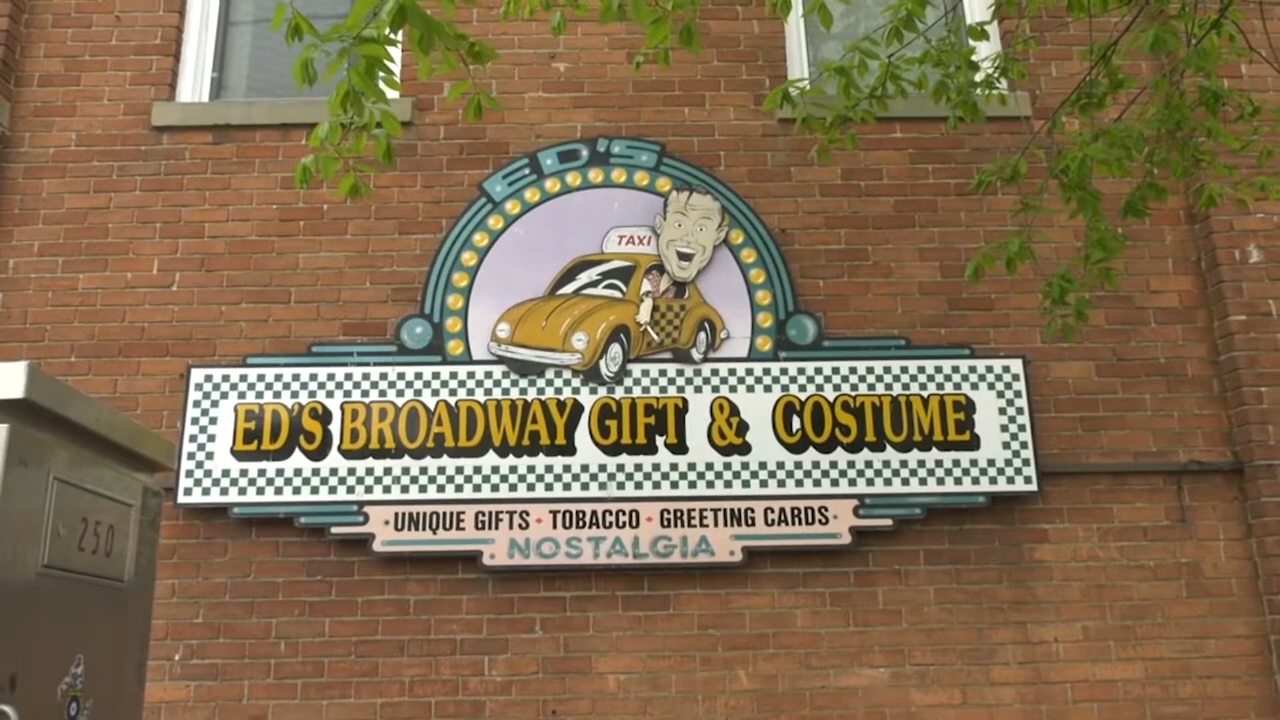 ED'S
TAXI
ED'S BROADWAY GIFT & COSTUME
UNIQUE GIFTS • TOBACCO • GREETING CARDS
NOSTALGIA
250